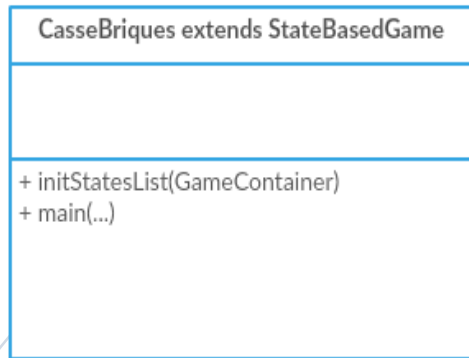 CasseBriques extends StateBasedGame
+ initStatesList(GameContainer)
+ main(...)